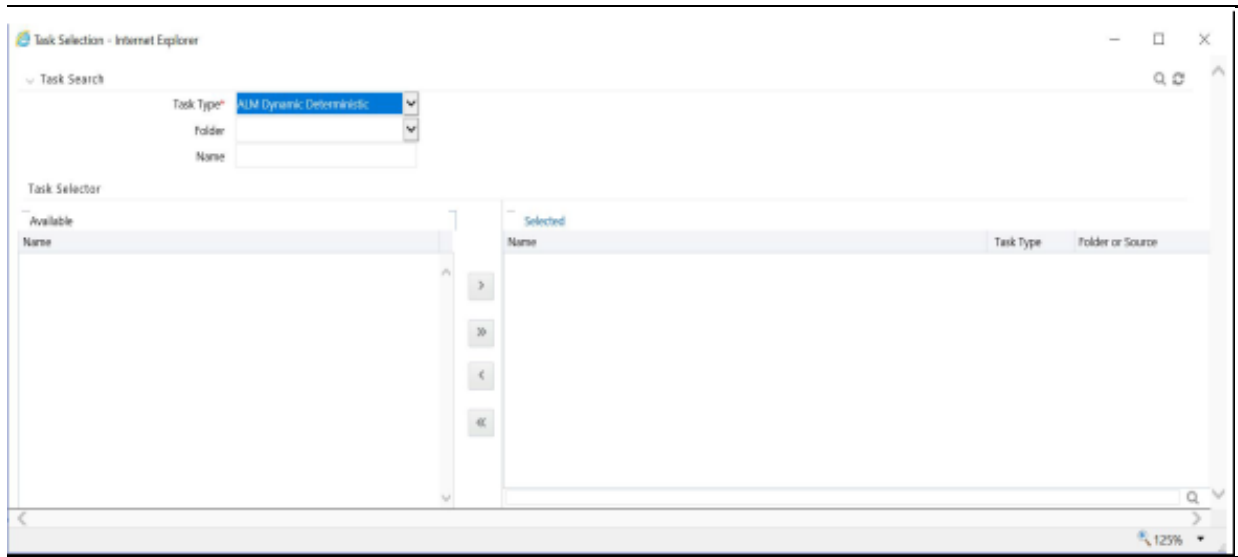 Task Selection - Internet Explorer
Task Search
Task Type* ALM Dynamic Deterministic
Folder
Name
Task Selector
Available
Selected
Name
Name Task Type Folder or Source
125%